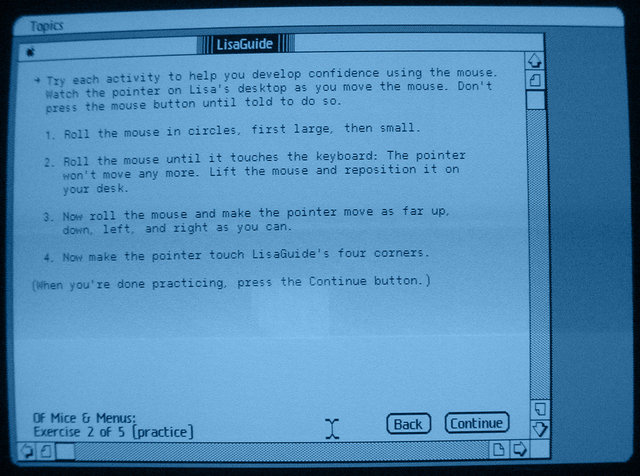 Topics
LisaGuide
→ Try each activity to help you develop confidence using the mouse.
Watch the pointer on Lisa's desktop as you move the mouse. Don't
press the mouse button until told to do so.
1. Roll the mouse in circles, first large, then small.
2. Roll the mouse until it touches the keyboard: The pointer
won't move any more. Lift the mouse and reposition it on
your desk.
3. Now roll the mouse and make the pointer move as far up,
down, left, and right as you can.
4. Now make the pointer touch LisaGuide's four corners.
(When you're done practicing, press the Continue button.)
Of Mice & Menus:
Exercise 2 of 5 [practice]
Back
Continue